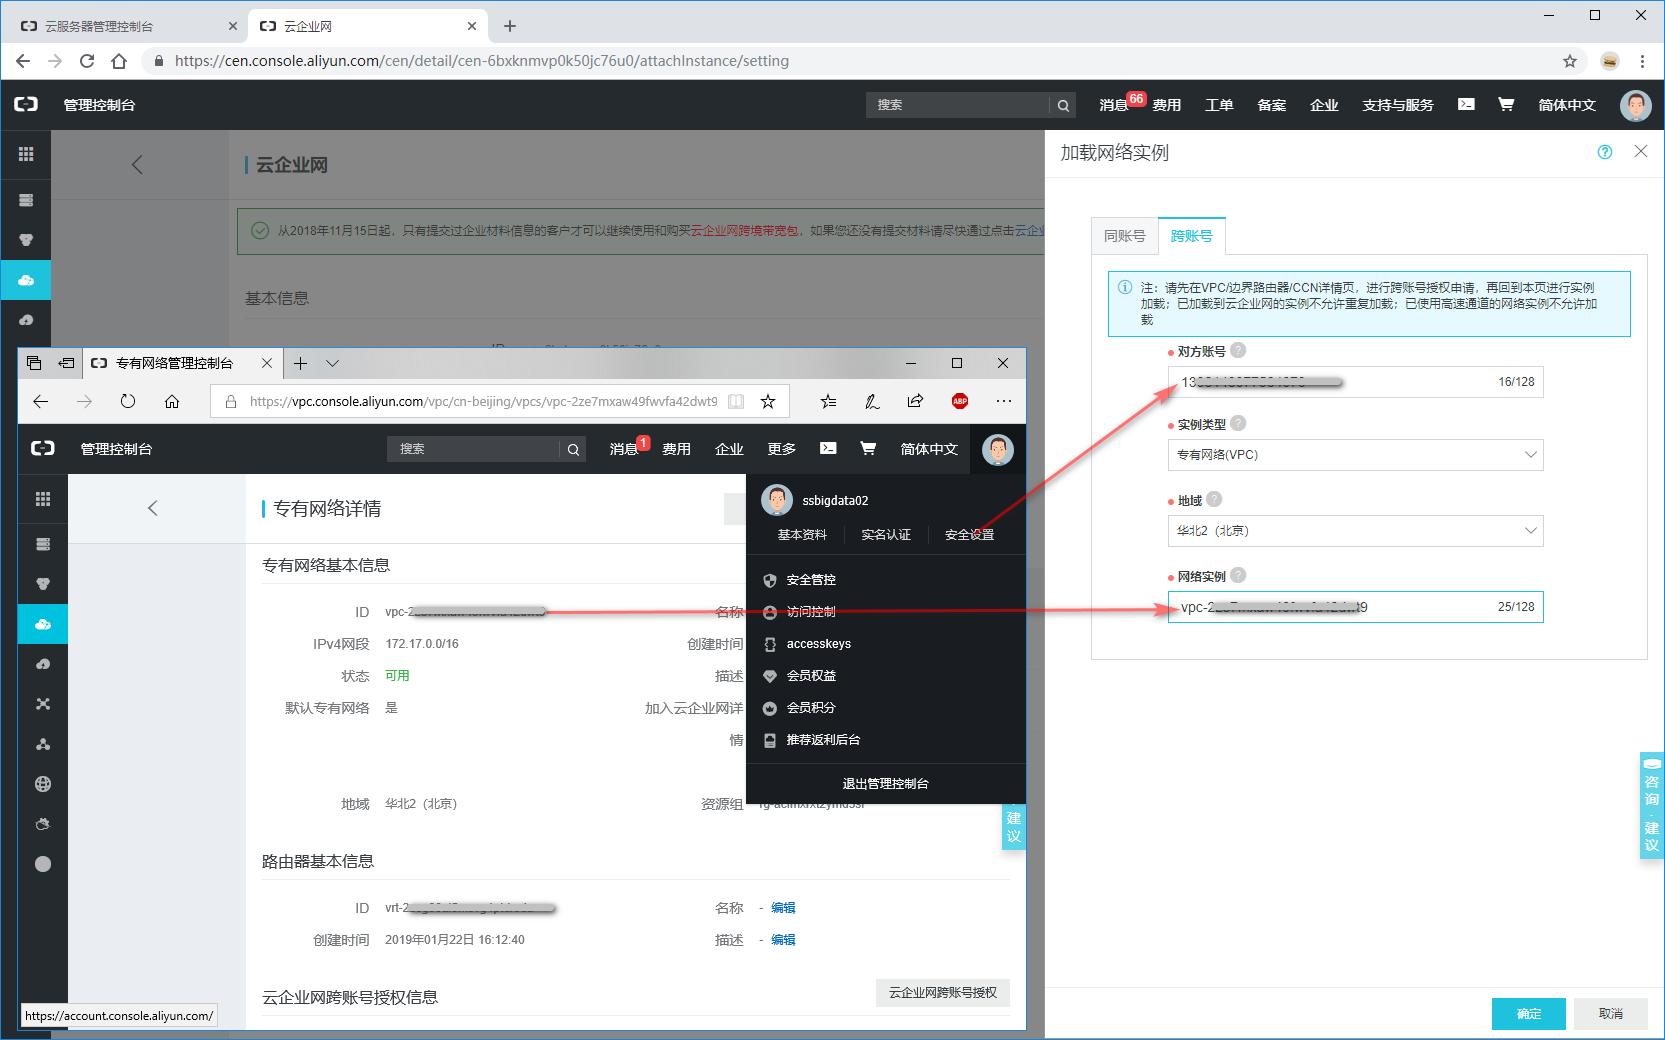 云服务器管理控制台
云企业网
https://cen.console.aliyun.com/cen/detail/cen-6bxknmvp0k50jc76u0/attachInstance/setting
管理控制台
搜索
消息 66 费用 工单 备案 企业 支持与服务 简体中文
云企业网
从2018年11月15日起，只有提交过企业材料信息的客户才可以继续使用和购买云企业网跨境带宽包，如果您还没有提交材料请尽快通过点击云企业
基本信息
加载网络实例
同账号 跨账号
注：请先在VPC/边界路由器/CCN详情页，进行跨账号授权申请，再回到本页进行实例
加载；已加载到云企业网的实例不允许重复加载；已使用高速通道的网络实例不允许加
载
对方账号
16/128
实例类型
专有网络(VPC)
地域
华北2（北京）
网络实例
vpc-2
25/128
咨询·建议
确定 取消
专有网络管理控制台
https://vpc.console.aliyun.com/vpc/cn-beijing/vpcs/vpc-2ze7mxaw49fwvfa42dwt9
ABP
管理控制台
搜索
消息 1 费用 企业 更多 简体中文
专有网络详情
ssbigdata02
基本资料 实名认证 安全设置
安全管控
访问控制
accesskeys
会员权益
会员积分
推荐返利后台
退出管理控制台
专有网络基本信息
ID vpc- 名称
IPv4网段 172.17.0.0/16 创建时间
状态 可用 描述
默认专有网络 是 加入云企业网详
情
地域 华北2（北京） 资源组
建议
路由器基本信息
ID vrt-2 名称 - 编辑
创建时间 2019年01月22日 16:12:40 描述 - 编辑
云企业网跨账号授权信息 云企业网跨账号授权
https://account.console.aliyun.com/